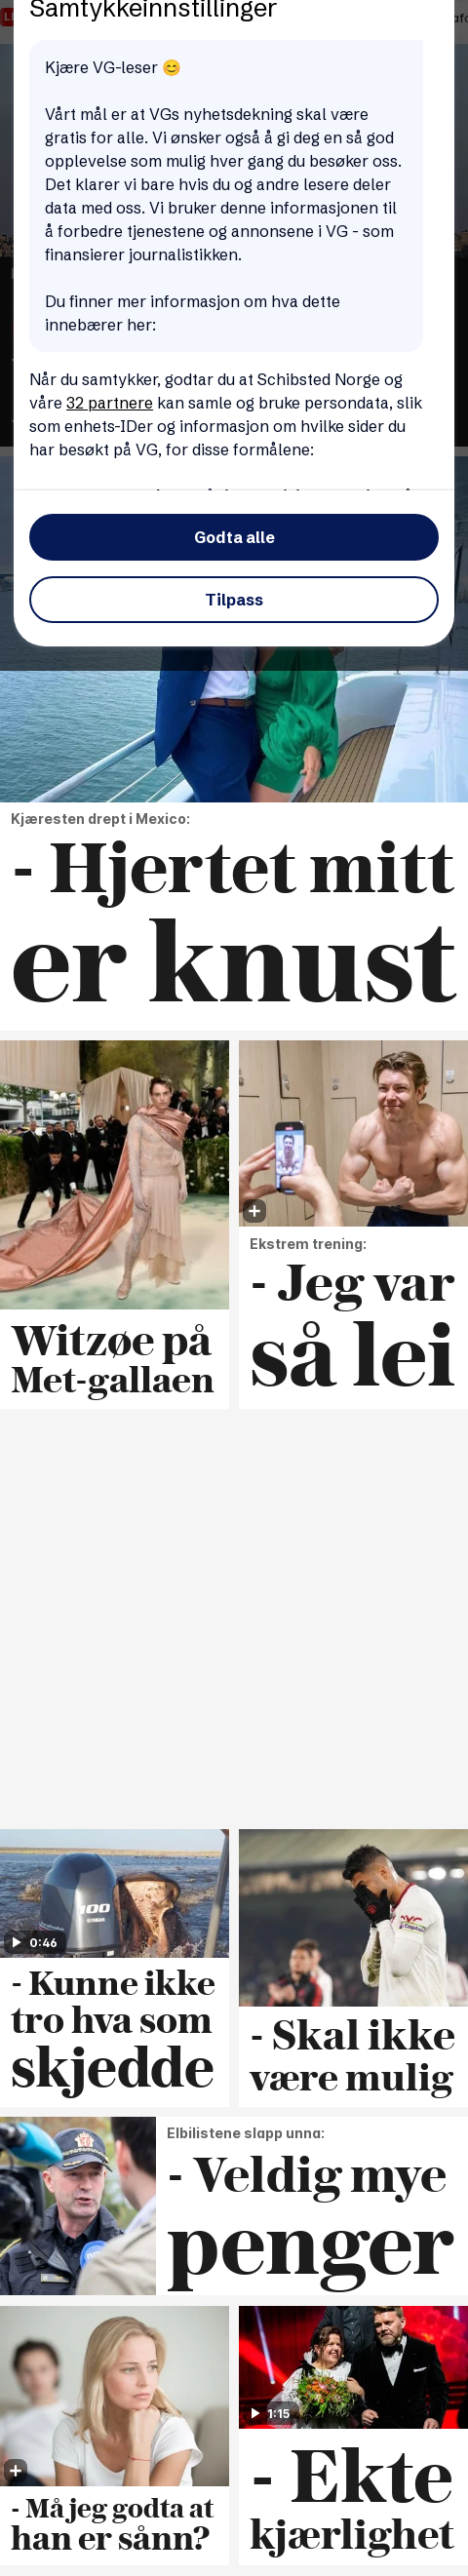 Samtykkeinnstillinger
Kjære VG-leser 😊
Vårt mål er at VGs nyhetsdekning skal være
gratis for alle. Vi ønsker også å gi deg en så god
opplevelse som mulig hver gang du besøker oss.
Det klarer vi bare hvis du og andre lesere deler
data med oss. Vi bruker denne informasjonen til
å forbedre tjenestene og annonsene i VG - som
finansierer journalistikken.
Du finner mer informasjon om hva dette
innebærer her:
Når du samtykker, godtar du at Schibsted Norge og
våre 32 partnere kan samle og bruke persondata, slik
som enhets-IDer og informasjon om hvilke sider du
har besøkt på VG, for disse formålene:
Godta alle
Tilpass
Kjæresten drept i Mexico:
- Hjertet mitt
er knust
Witzøe på
Met-gallaen
Ekstrem trening:
- Jeg var
så lei
0:46
100
YAMAHA
- Kunne ikke
tro hva som
skjedde
- Skal ikke
være mulig
Elbilistene slapp unna:
- Veldig mye
penger
- Må jeg godta at
han er sånn?
1:15
- Ekte
kjærlighet